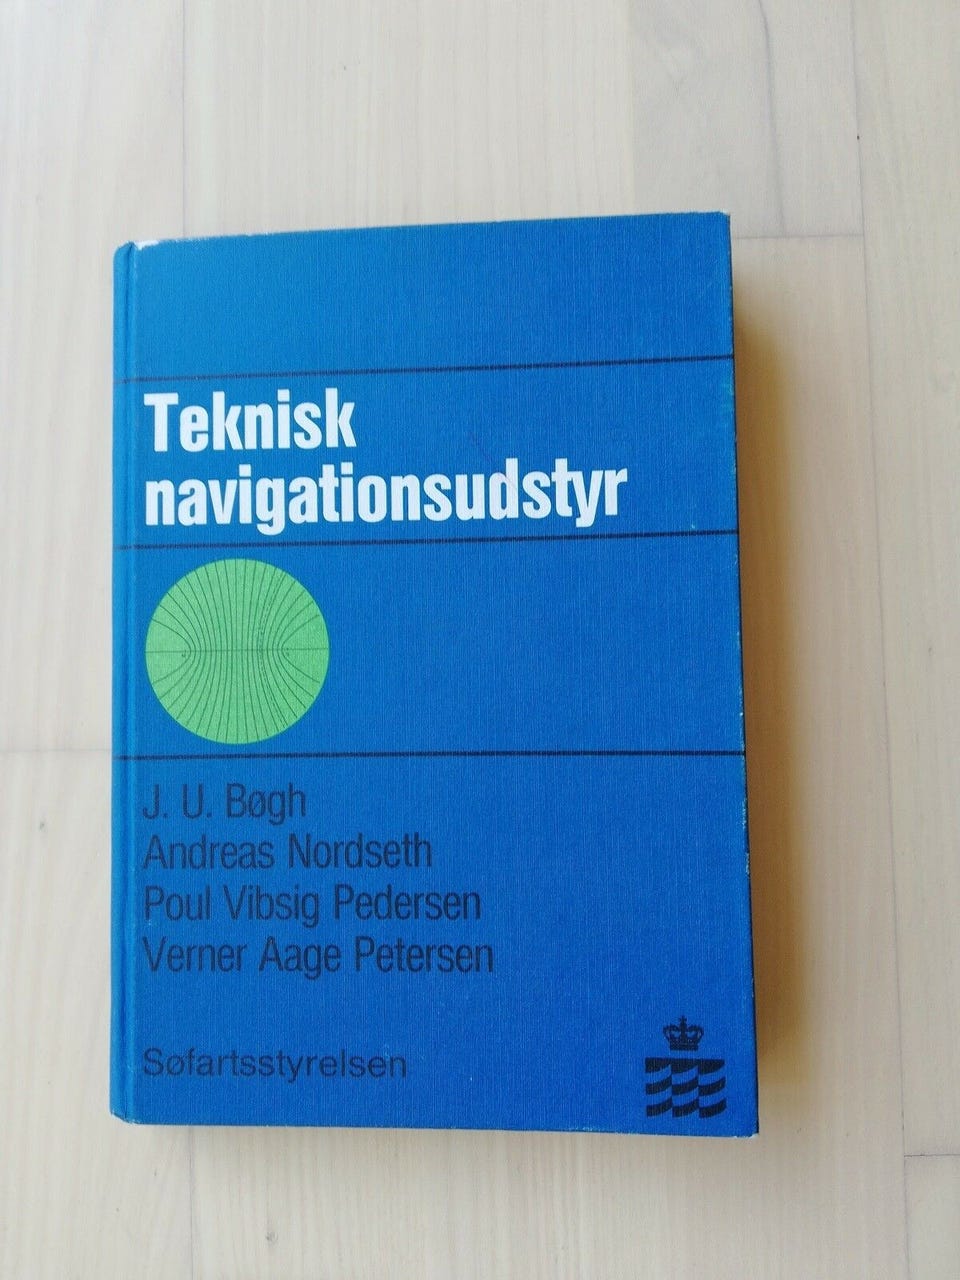 Teknisk
navigationsudstyr
J. U. Bøgh
Andreas Nordseth
Poul Vibsig Pedersen
Verner Aage Petersen
Søfartsstyrelsen